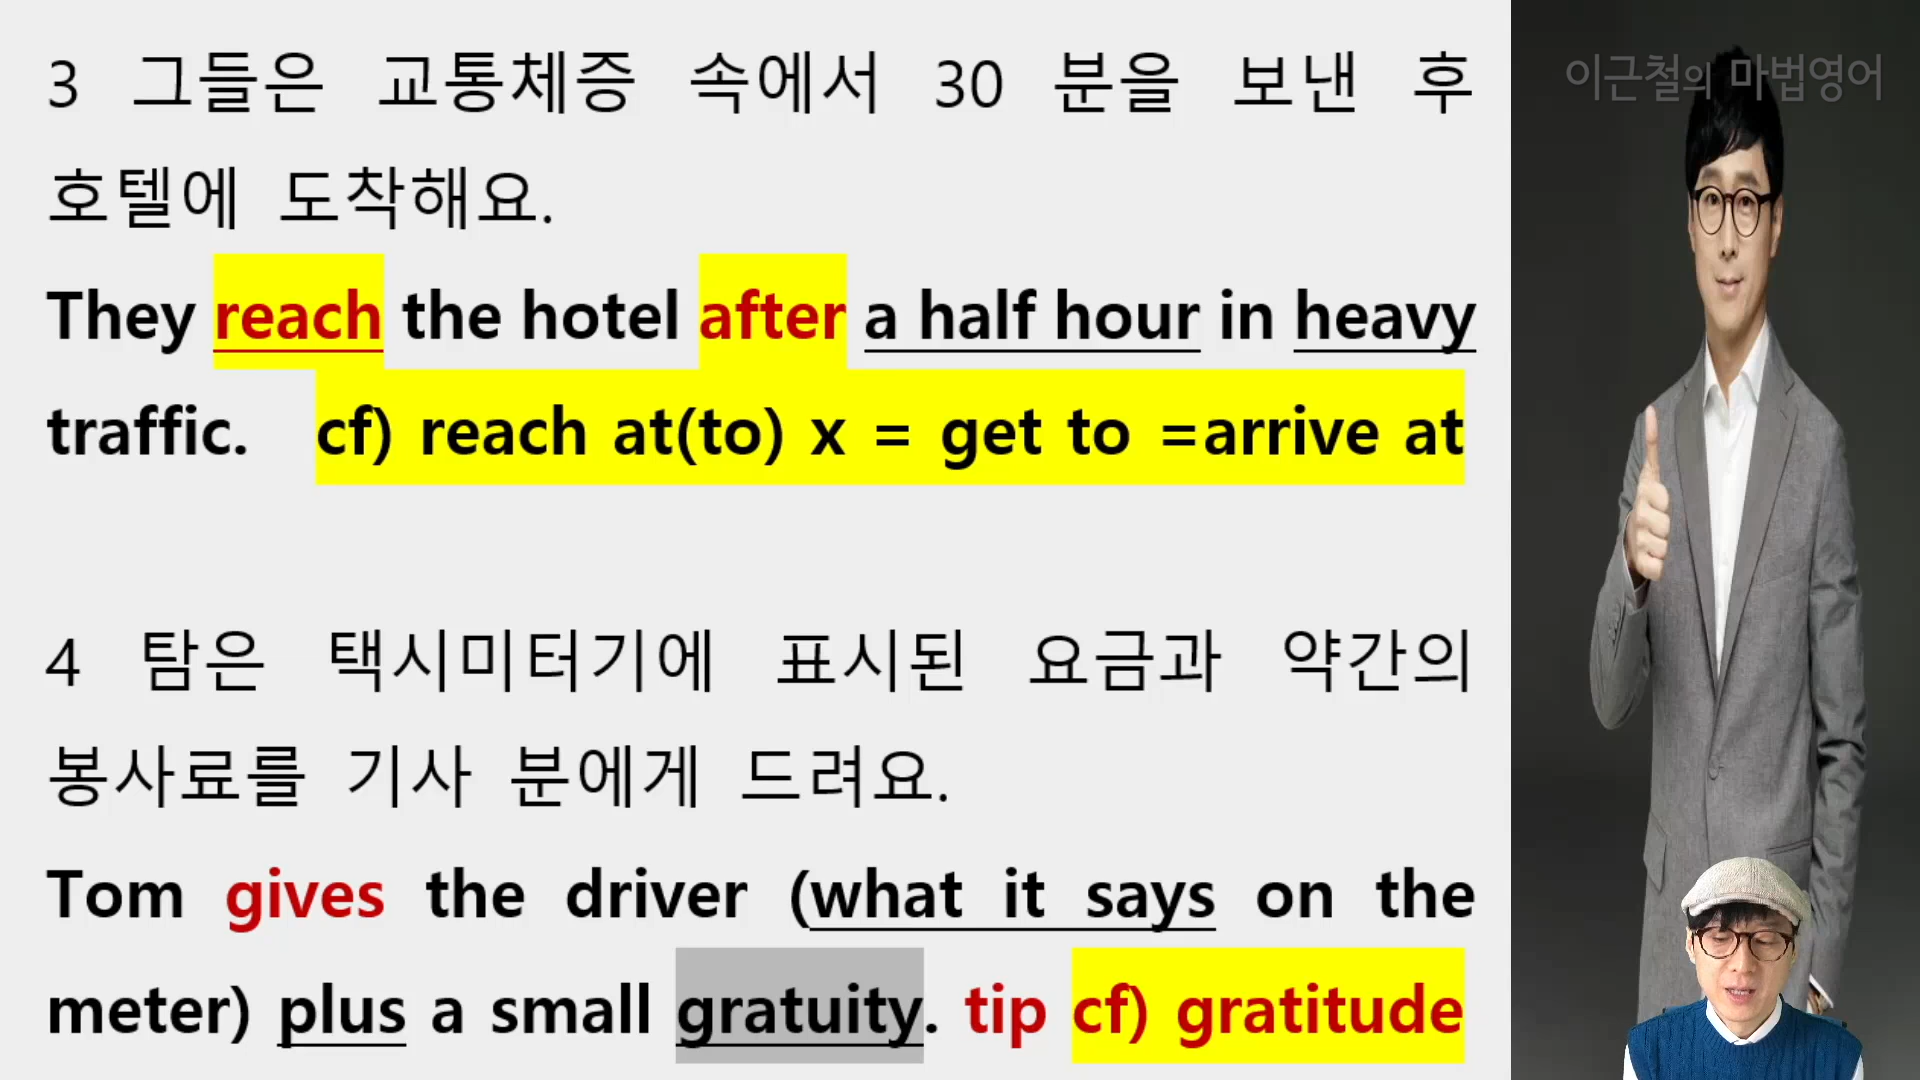 이근철의 마법영어
3 그들은 교통체증 속에서 30 분을 보낸 후
호텔에 도착해요.
They reach the hotel after a half hour in heavy
traffic. cf) reach at(to) x = get to =arrive at
4 탐은 택시미터기에 표시된 요금과 약간의
봉사료를 기사 분에게 드려요.
Tom gives the driver (what it says on the
meter) plus a small gratuity. tip cf) gratitude